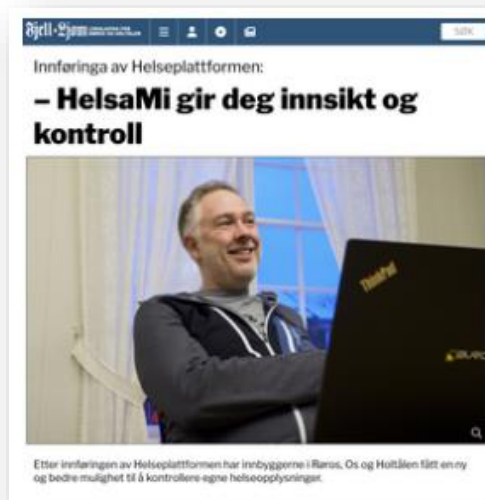 Fjell-Ljom
SØK
Innføringa av Helseplattformen:
– HelsaMi gir deg innsikt og
kontroll
ThinkPad
Etter innføringen av Helseplattformen har innbyggerne i Røros, Os og Holtålen fått en ny
og bedre mulighet til å kontrollere egne helseopplysninger.